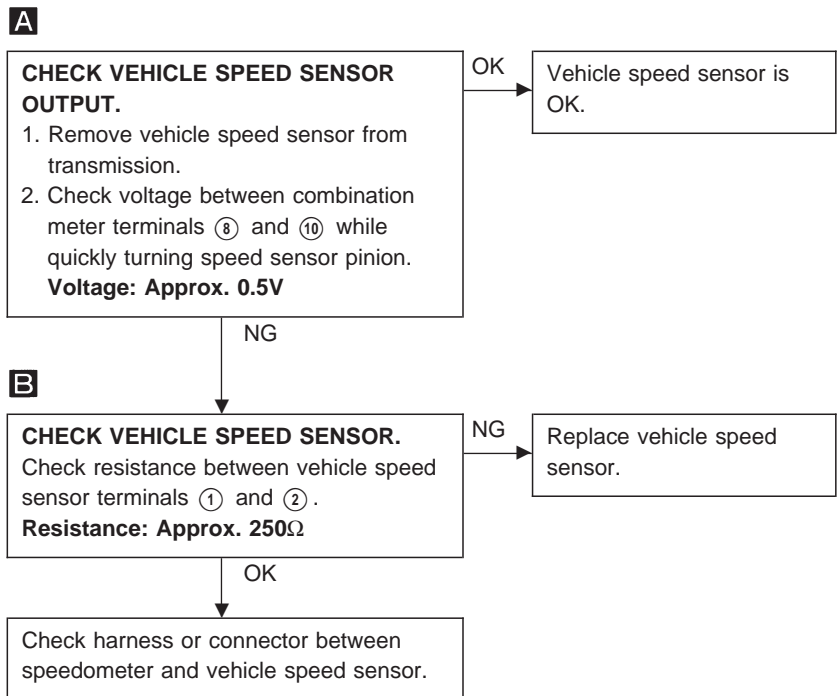 A
CHECK VEHICLE SPEED SENSOR
OUTPUT.
1. Remove vehicle speed sensor from
transmission.
2. Check voltage between combination
meter terminals ⑧ and ⑩ while
quickly turning speed sensor pinion.
Voltage: Approx. 0.5V
OK
Vehicle speed sensor is
OK.
NG
B
CHECK VEHICLE SPEED SENSOR.
Check resistance between vehicle speed
sensor terminals ① and ②.
Resistance: Approx. 250Ω
NG
Replace vehicle speed
sensor.
OK
Check harness or connector between
speedometer and vehicle speed sensor.